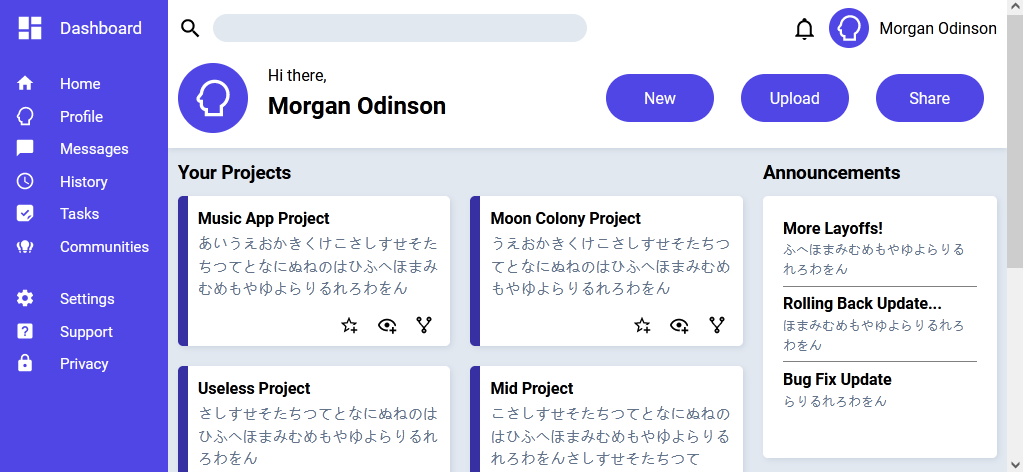 Dashboard
Home
Profile
Messages
History
Tasks
Communities
Settings
Support
Privacy
Morgan Odinson
Hi there,
Morgan Odinson
New
Upload
Share
Your Projects
Music App Project
あいうえおかきくけこさしすせそた
ちつてとなにぬねのはひふへほまみ
むめもやゆよらりるれろわをん
Moon Colony Project
うえおかきくけこさしすせそたちつ
てとなにぬねのはひふへほまみむめ
もやゆよらりるれろわをん
Useless Project
さしすせそたちつてとなにぬねのは
ひふへほまみむめもやゆよらりるれ
ろわをん
Mid Project
こさしすせそたちつてとなにぬねの
はひふへほまみむめもやゆよらりる
れろわをんさしすせそたちつて
Announcements
More Layoffs!
ふへほまみむめもやゆよらりる
れろわをん
Rolling Back Update...
ほまみむめもやゆよらりるれろ
わをん
Bug Fix Update
らりるれろわをん